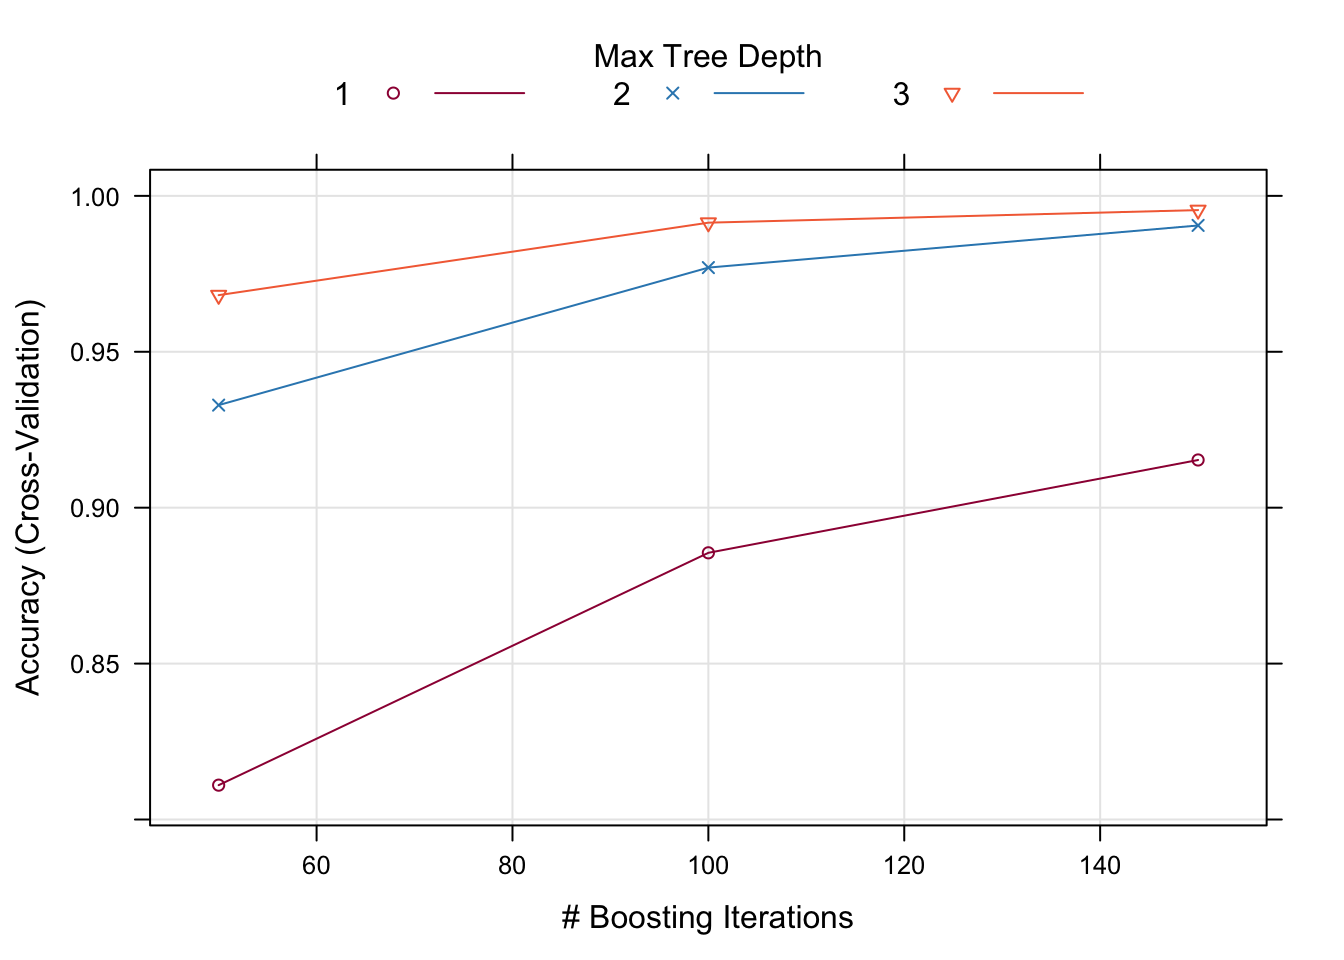 Max Tree Depth
1 2 3
1.00
0.95
0.90
0.85
Accuracy (Cross-Validation)
60 80 100 120 140
# Boosting Iterations